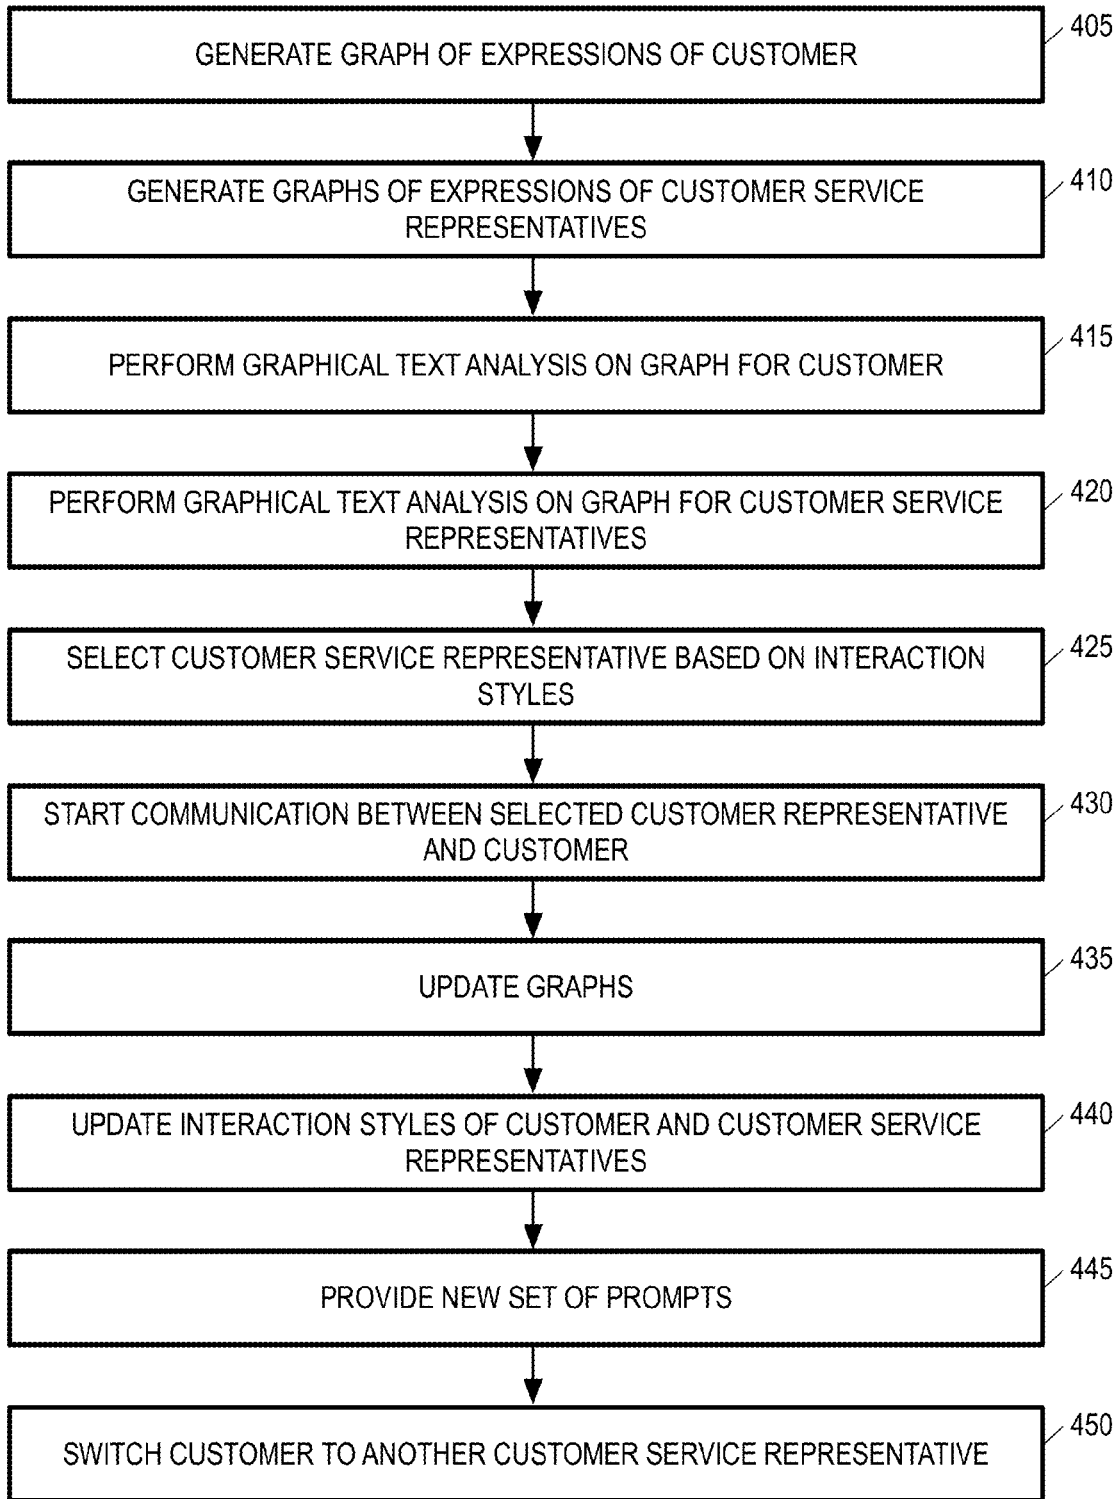 GENERATE GRAPH OF EXPRESSIONS OF CUSTOMER
405
GENERATE GRAPHS OF EXPRESSIONS OF CUSTOMER SERVICE
REPRESENTATIVES
410
PERFORM GRAPHICAL TEXT ANALYSIS ON GRAPH FOR CUSTOMER
415
PERFORM GRAPHICAL TEXT ANALYSIS ON GRAPH FOR CUSTOMER SERVICE
REPRESENTATIVES
420
SELECT CUSTOMER SERVICE REPRESENTATIVE BASED ON INTERACTION
STYLES
425
START COMMUNICATION BETWEEN SELECTED CUSTOMER REPRESENTATIVE
AND CUSTOMER
430
UPDATE GRAPHS
435
UPDATE INTERACTION STYLES OF CUSTOMER AND CUSTOMER SERVICE
REPRESENTATIVES
440
PROVIDE NEW SET OF PROMPTS
445
SWITCH CUSTOMER TO ANOTHER CUSTOMER SERVICE REPRESENTATIVE
450